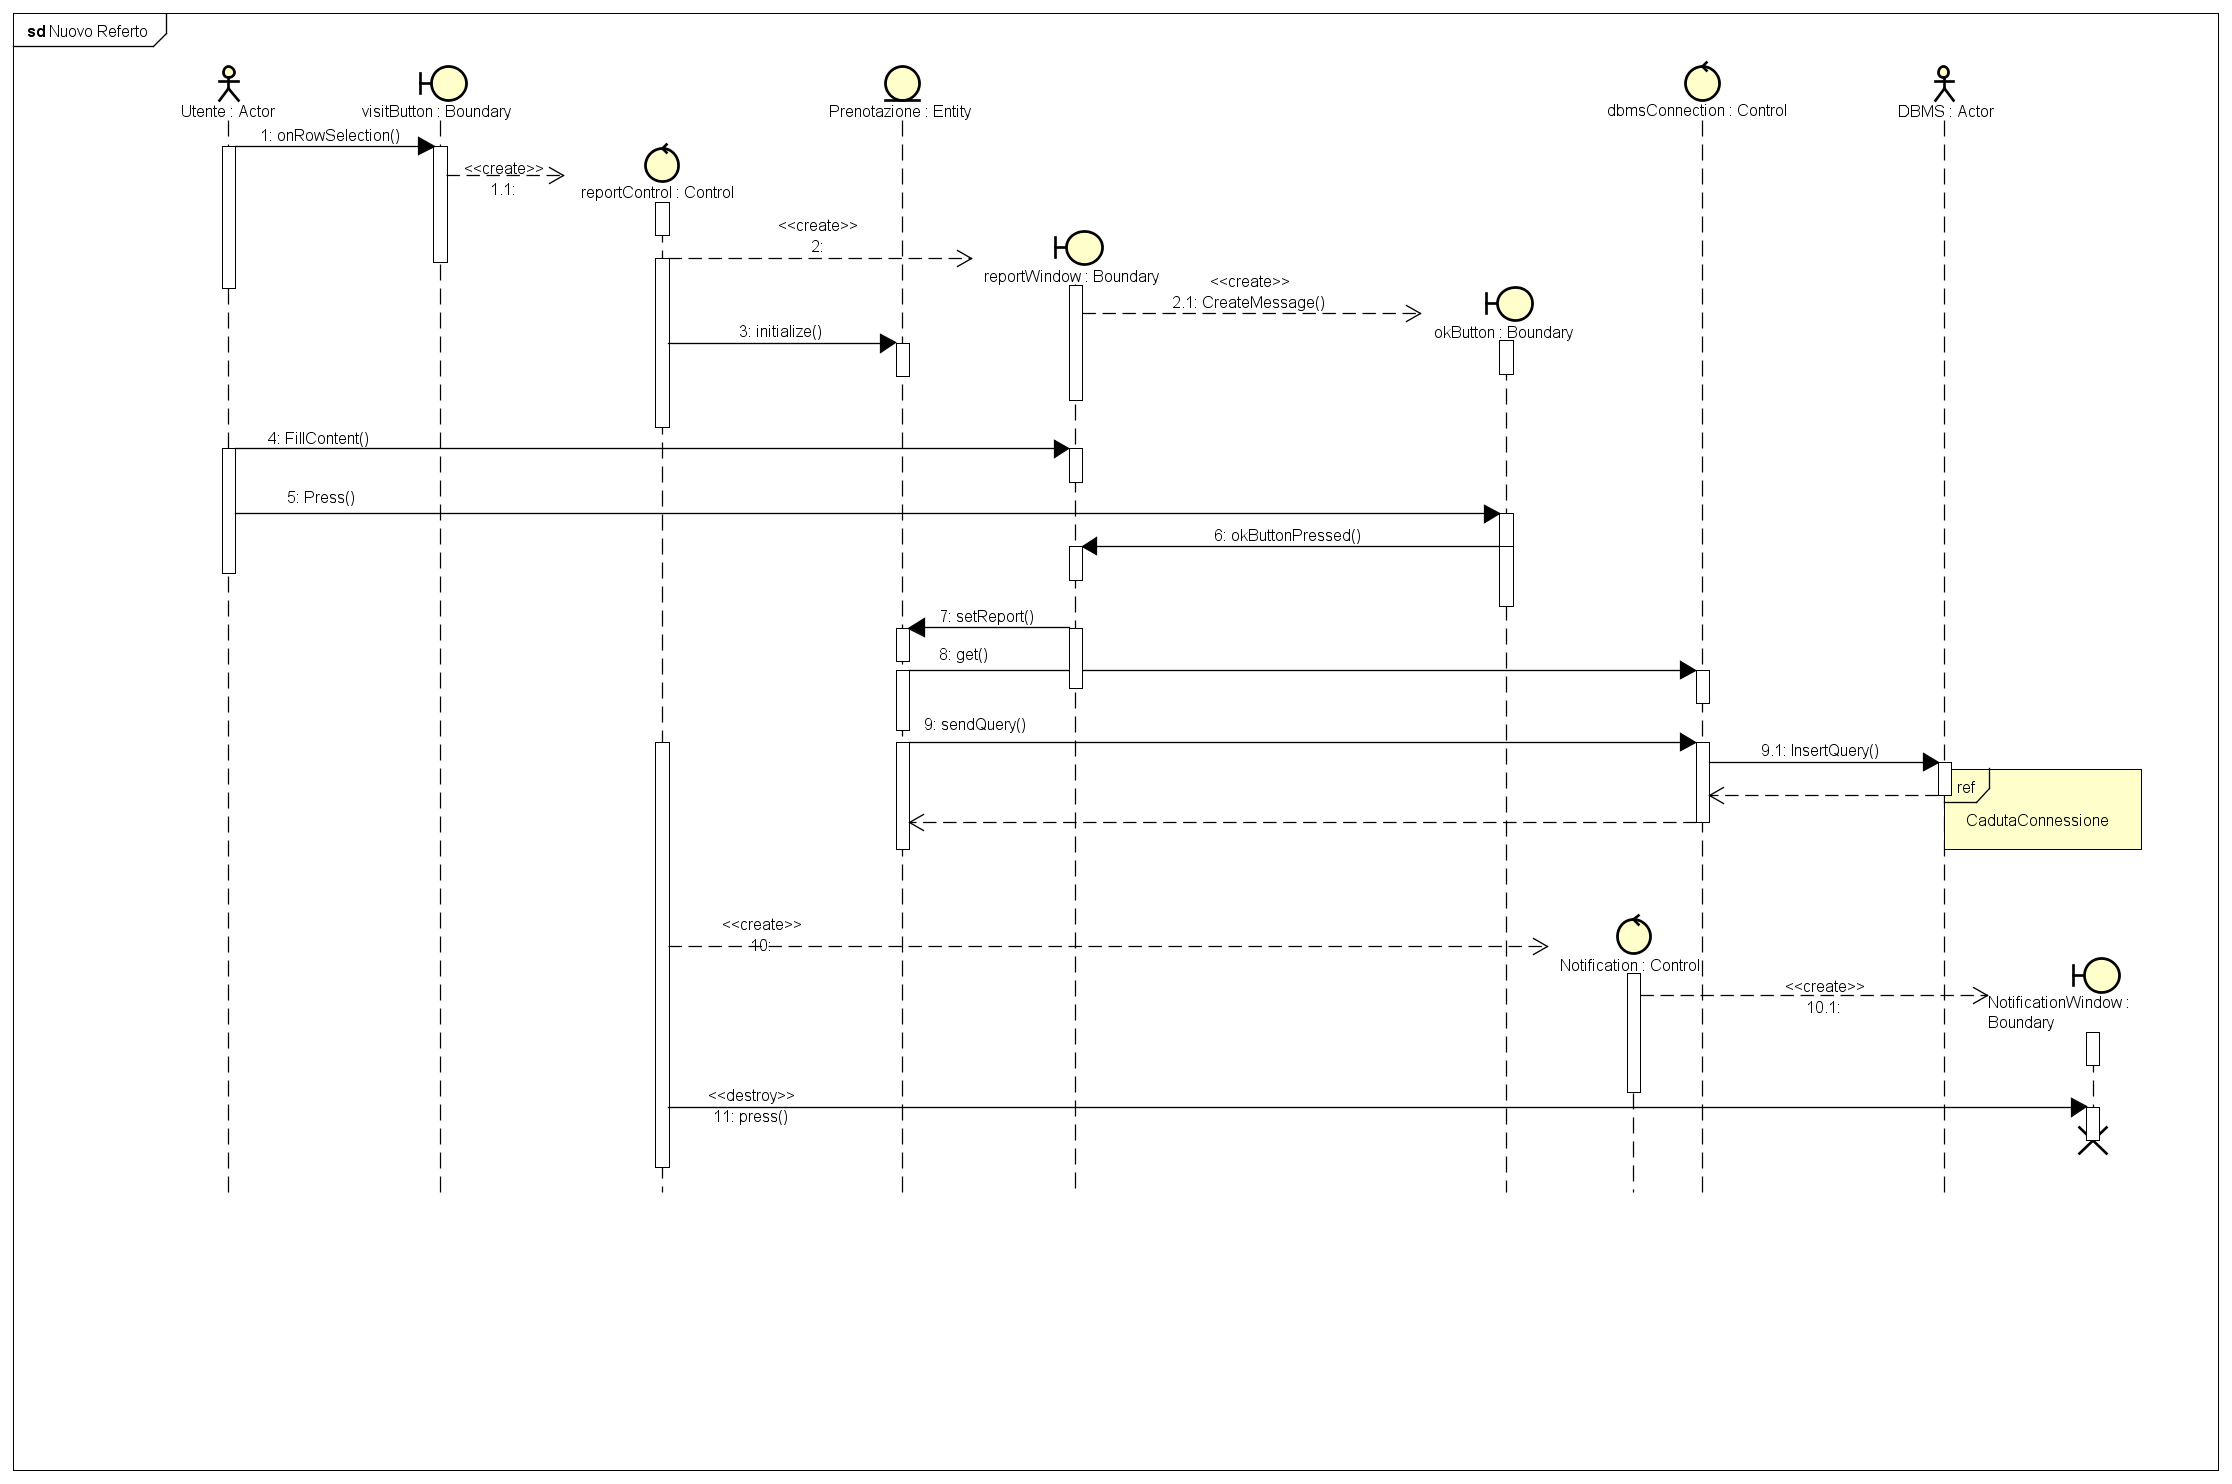 sd Nuovo Referto
Utente : Actor
visitButton : Boundary
Prenotazione : Entity
dbmsConnection : Control
DBMS : Actor
1: onRowSelection()
<<create>>
1.1:
reportControl : Control
<<create>>
2:
reportWindow : Boundary
<<create>>
2.1: CreateMessage()
okButton : Boundary
3: initialize()
4: FillContent()
5: Press()
6: okButtonPressed()
7: setReport()
8: get()
9: sendQuery()
9.1: InsertQuery()
ref
CadutaConnessione
<<create>>
10:
Notification : Control
<<create>>
10.1:
NotificationWindow :
Boundary
<<destroy>>
11: press()